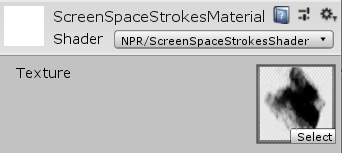 ScreenSpaceStrokesMaterial
Shader NPR/ScreenSpaceStrokesShader
Texture
Select